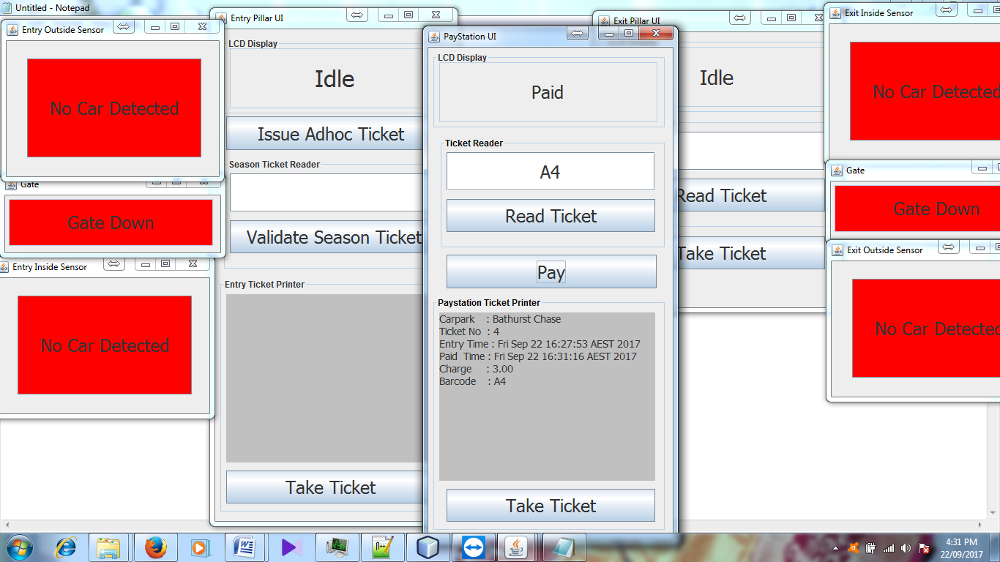 Untitled - Notepad
Entry Outside Sensor
No Car Detected
Gate
Gate Down
Entry Inside Sensor
No Car Detected
Entry Pillar UI
LCD Display
Idle
Issue Adhoc Ticket
Season Ticket Reader
Validate Season Ticket
Entry Ticket Printer
Take Ticket
PayStation UI
LCD Display
Paid
Ticket Reader
A4
Read Ticket
Pay
Paystation Ticket Printer
Carpark : Bathurst Chase
Ticket No : 4
Entry Time : Fri Sep 22 16:27:53 AEST 2017
Paid Time : Fri Sep 22 16:31:16 AEST 2017
Charge : 3.00
Barcode : A4
Take Ticket
Exit Pillar UI
Idle
Read Ticket
Take Ticket
Exit Inside Sensor
No Car Detected
Gate
Gate Down
Exit Outside Sensor
No Car Detected
4:31 PM
22/09/2017